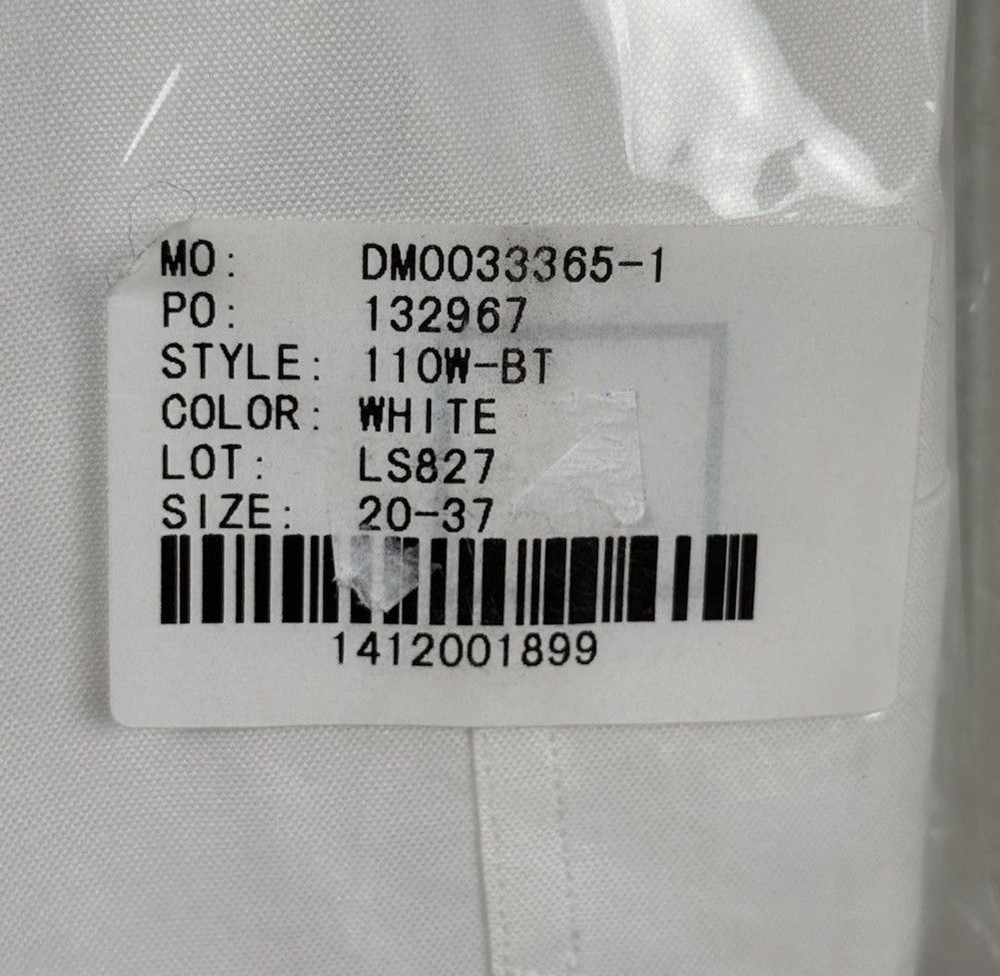 MO: DM0033365-1
PO: 132967
STYLE: 110W-BT
COLOR: WHITE
LOT: LS827
SIZE: 20-37
1412001899